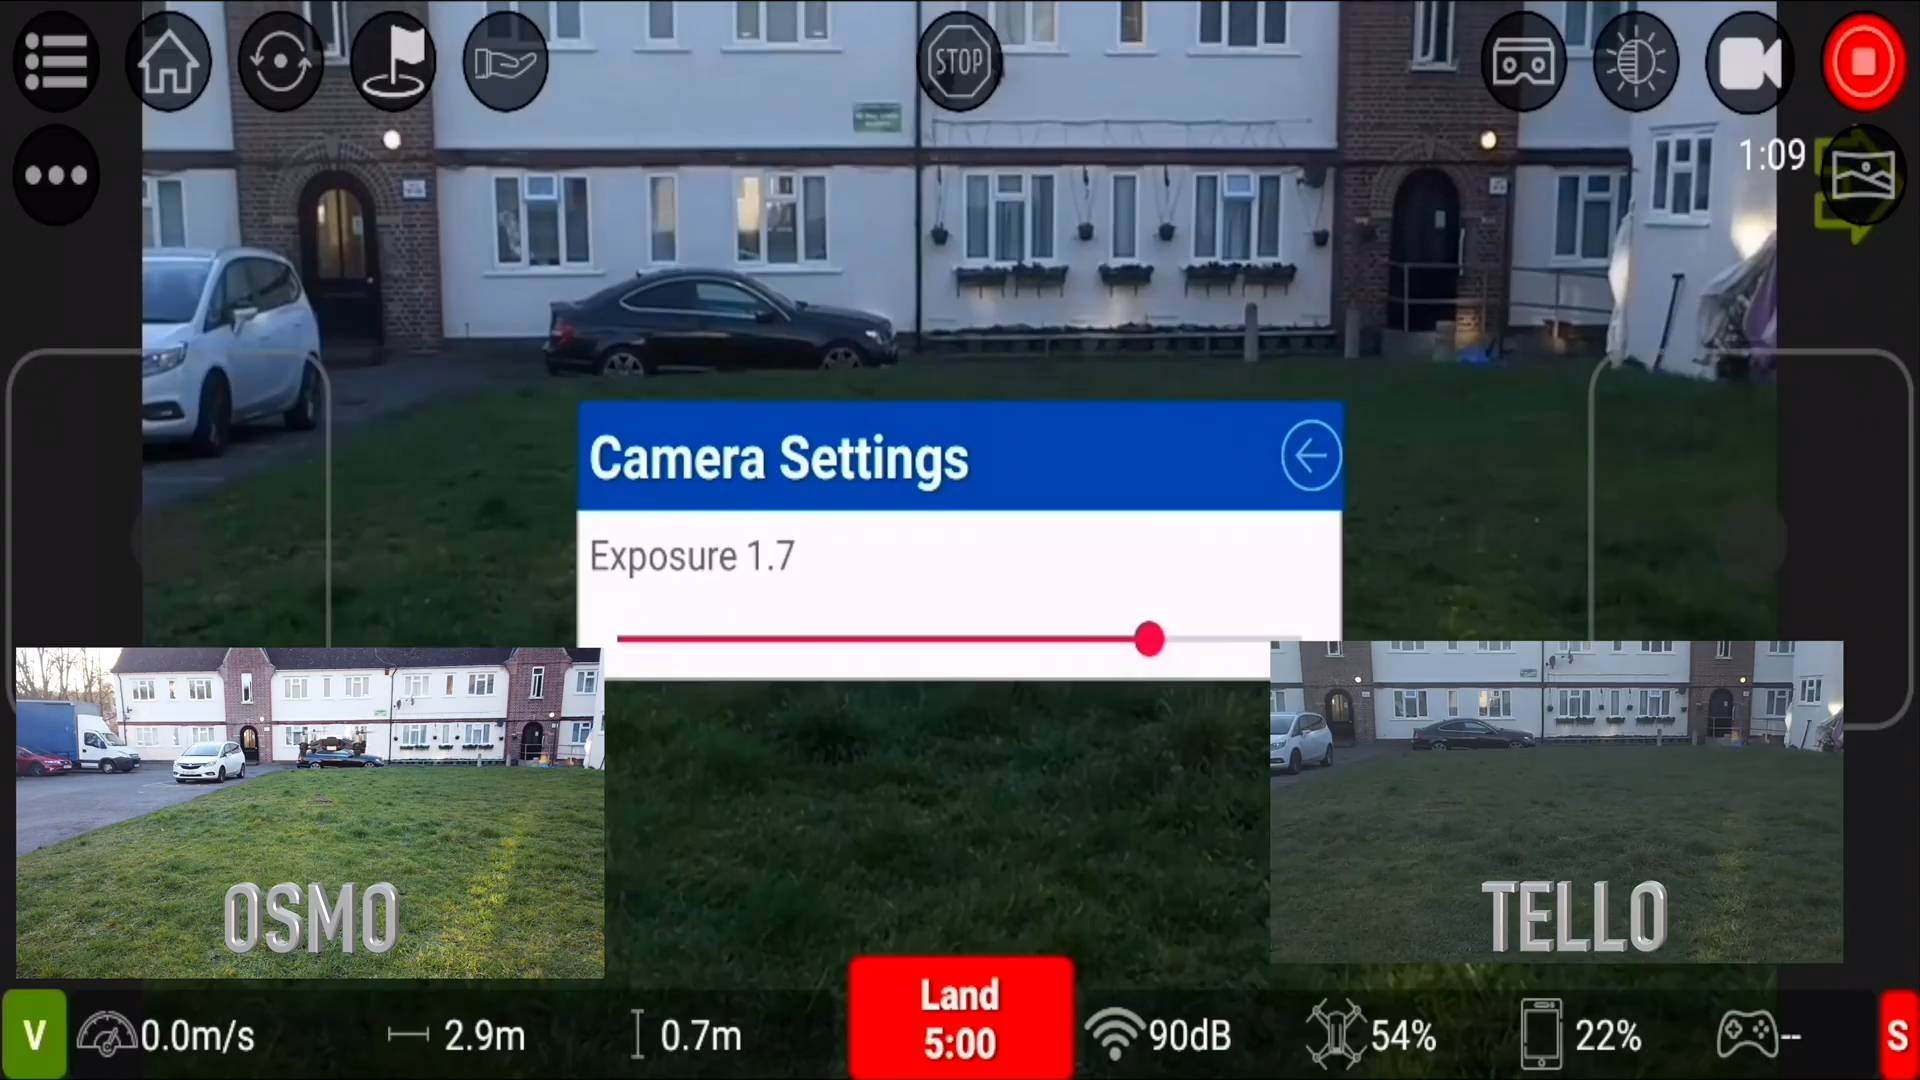 STOP
1:09
Camera Settings
Exposure 1.7
OSMO
TELLO
V
0.0m/s
2.9m
0.7m
Land
5:00
90dB
54%
22%
--
S